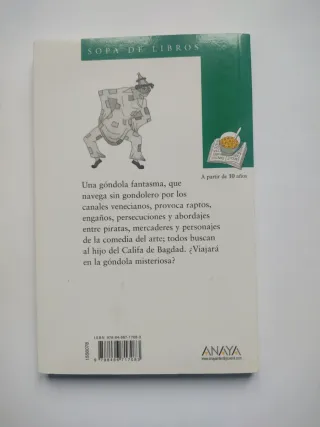 SOPA DE LIBROS
A partir de 10 años
Una góndola fantasma, que
navega sin gondolero por los
canales venecianos, provoca raptos,
engaños, persecuciones y abordajes
entre piratas, mercaderes y personajes
de la comedia del arte; todos buscan
al hijo del Califa de Bagdad. ¿Viajará
en la góndola misteriosa?
ANAYA